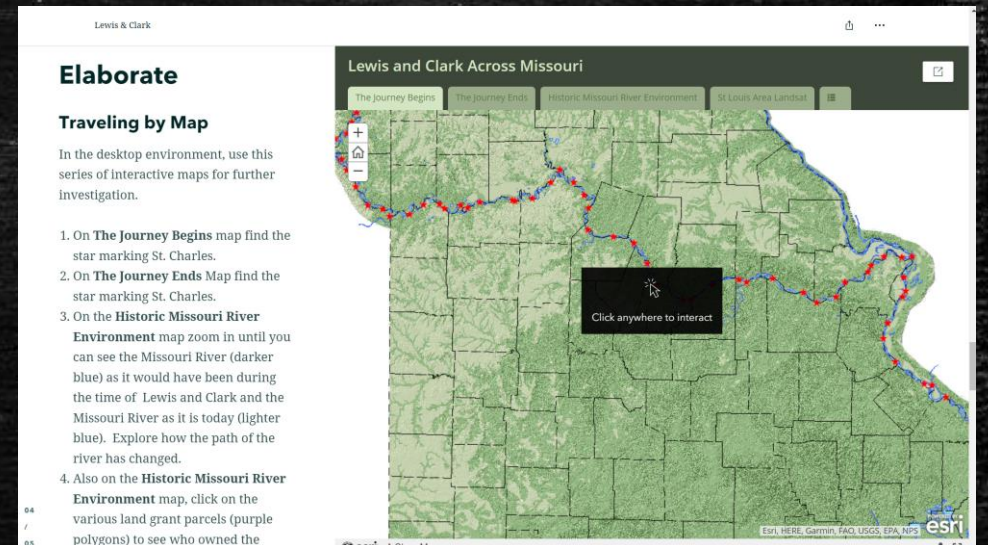 Lewis & Clark
Elaborate
Traveling by Map
In the desktop environment, use this
series of interactive maps for further
investigation.
1. On The Journey Begins map find the
star marking St. Charles.
2. On The Journey Ends Map find the
star marking St. Charles.
3. On the Historic Missouri River
Environment map zoom in until you
can see the Missouri River (darker
blue) as it would have been during
the time of Lewis and Clark and the
Missouri River as it is today (lighter
blue). Explore how the path of the
river has changed.
4. Also on the Historic Missouri River
Environment map, click on the
various land grant parcels (purple
polygons) to see who owned the
04
/
05
Lewis and Clark Across Missouri
The Journey Begins
The Journey Ends
Historic Missouri River Environment
St Louis Area Landsat
Click anywhere to interact
Esri, HERE, Garmin, FAO, USGS, EPA, NPS
esri